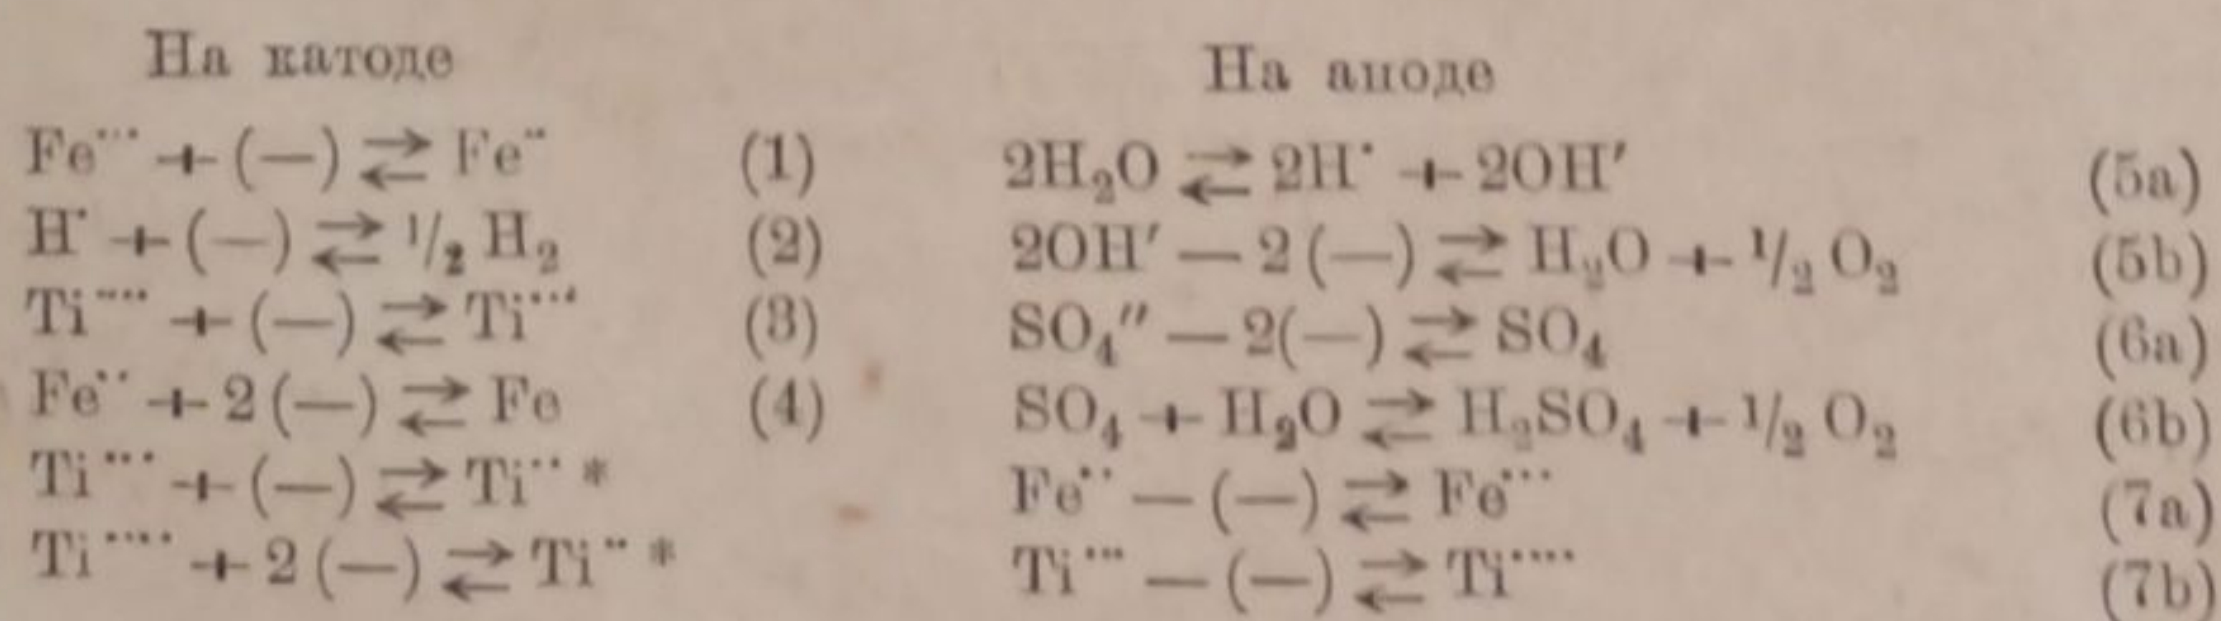 На катоде
Fe··· + (—) ⇄ Fe·· (1)
H· + (—) ⇄ 1/2 H₂ (2)
Ti···· + (—) ⇄ Ti··· (3)
Fe·· + 2 (—) ⇄ Fe (4)
Ti··· + (—) ⇄ Ti·· *
Ti···· + 2 (—) ⇄ Ti·· *
На аноде
2H₂O ⇄ 2H· + 2OH′ (5a)
2OH′ — 2 (—) ⇄ H₂O + 1/2 O₂ (5b)
SO₄″ — 2(—) ⇄ SO₄ (6a)
SO₄ + H₂O ⇄ H₂SO₄ + 1/2 O₂ (6b)
Fe·· — (—) ⇄ Fe··· (7a)
Ti··· — (—) ⇄ Ti···· (7b)